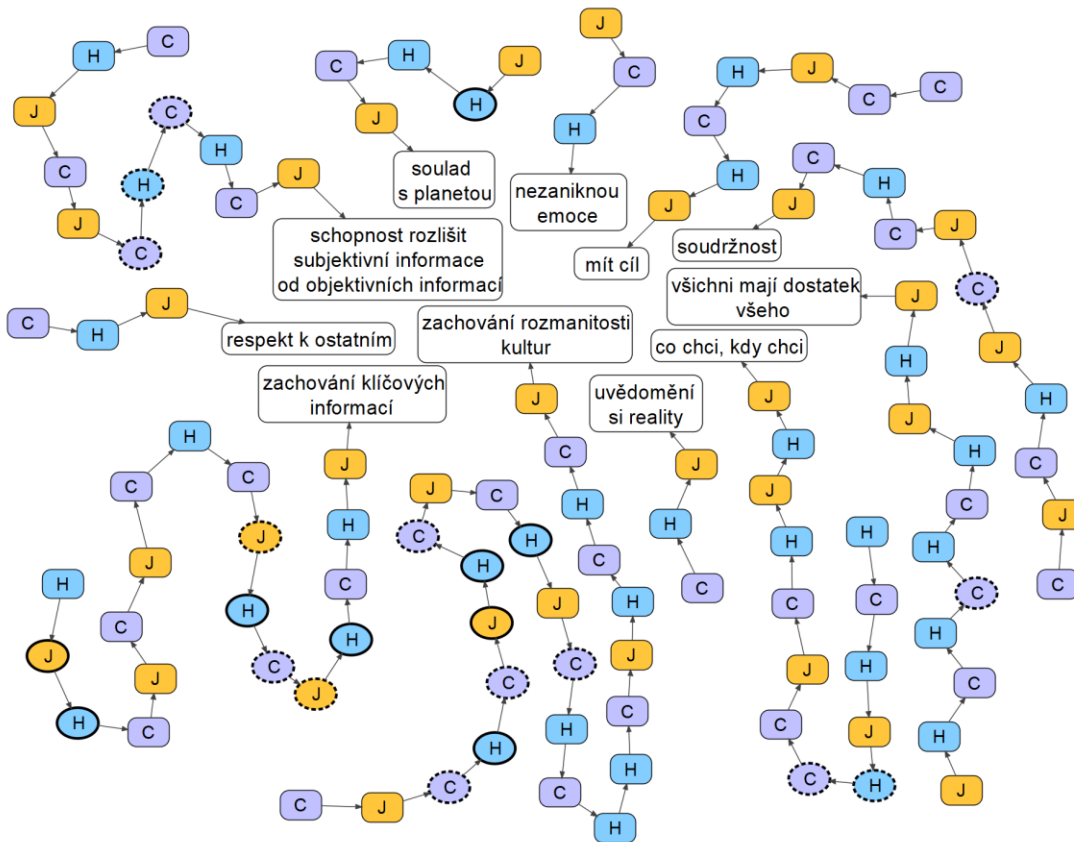 J
C
H H J
C C H J
C C
J C H J C
H H
C soulad C
s planetou
C H J H H
nezaniknou
emoce
J C J J
J C schopnost rozlišit C J
subjektivní informace
od objektivních informací
mít cíl soudržnost
všichni mají dostatek
všeho
C J J
C H respekt k ostatním
zachování rozmanitosti
kultur
co chci, kdy chci
J
H
zachování klíčových
informací
uvědomění
si reality
J J H
J
H C H
J J C
C C J J
J C C
H H H C J
C J H H H H
J H C
H H C C
C C H C C
H C H
C H
J H J
C J C C J
J J C
H C H J H
H C H
C H C H J
C J
H